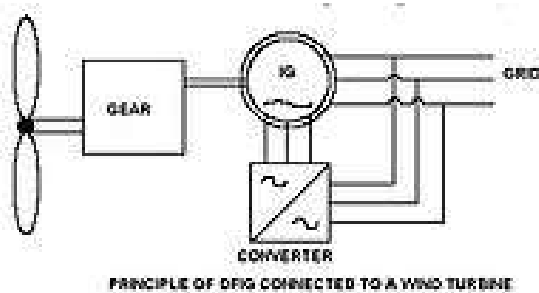 IG
GRID
GEAR
CONVERTER
PRINCIPLE OF DFIG CONNECTED TO A WIND TURBINE